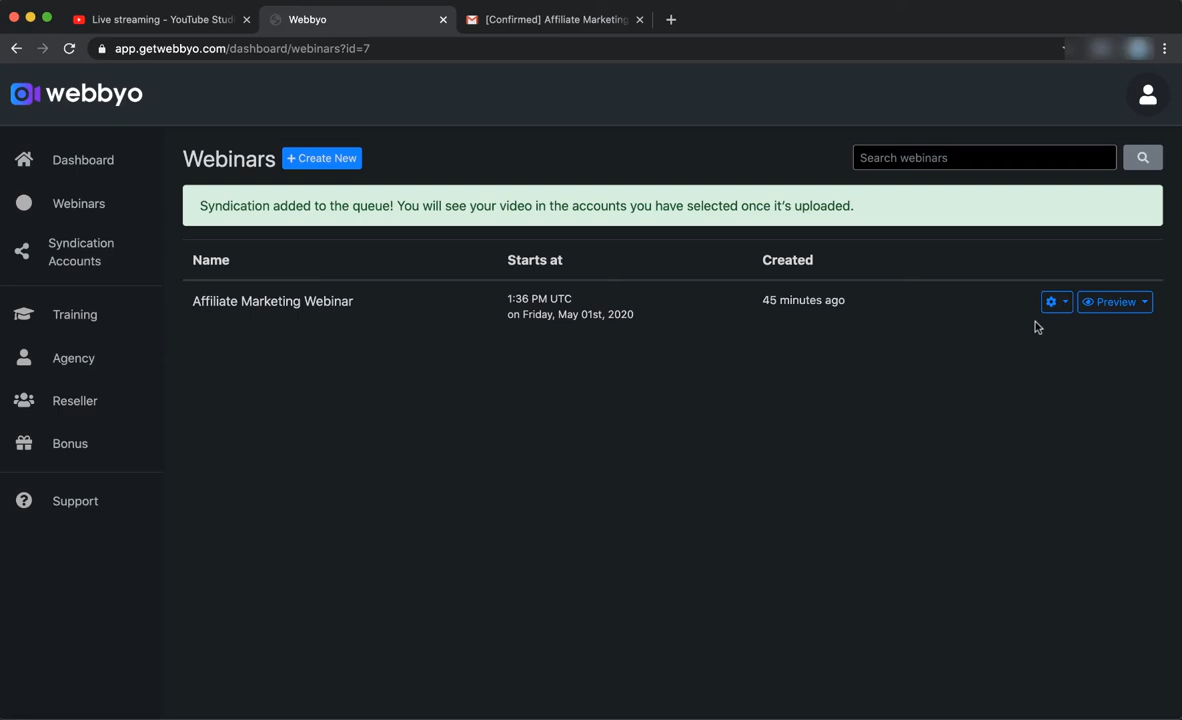 Live streaming - YouTube Studi
Webbyo
[Confirmed] Affiliate Marketing
app.getwebbyo.com/dashboard/webinars?id=7
webbyo
Dashboard
Webinars
Syndication
Accounts
Training
Agency
Reseller
Bonus
Support
Webinars
+ Create New
Search webinars
Syndication added to the queue! You will see your video in the accounts you have selected once it's uploaded.
Name Starts at Created
Affiliate Marketing Webinar
1:36 PM UTC
on Friday, May 01st, 2020
45 minutes ago
Preview